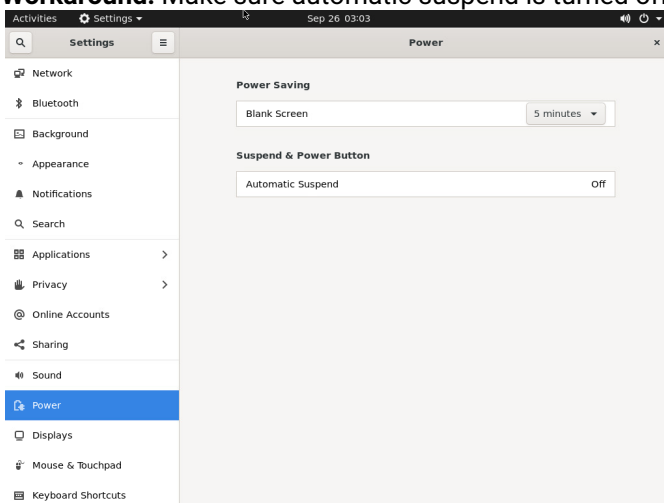 Workaround: Make sure automatic suspend is turned off
Activities Settings Sep 26 03:03
Settings Power
Network
Bluetooth
Background
Appearance
Notifications
Search
Applications
Privacy
Online Accounts
Sharing
Sound
Power
Displays
Mouse & Touchpad
Keyboard Shortcuts
Power Saving
Blank Screen 5 minutes
Suspend & Power Button
Automatic Suspend Off